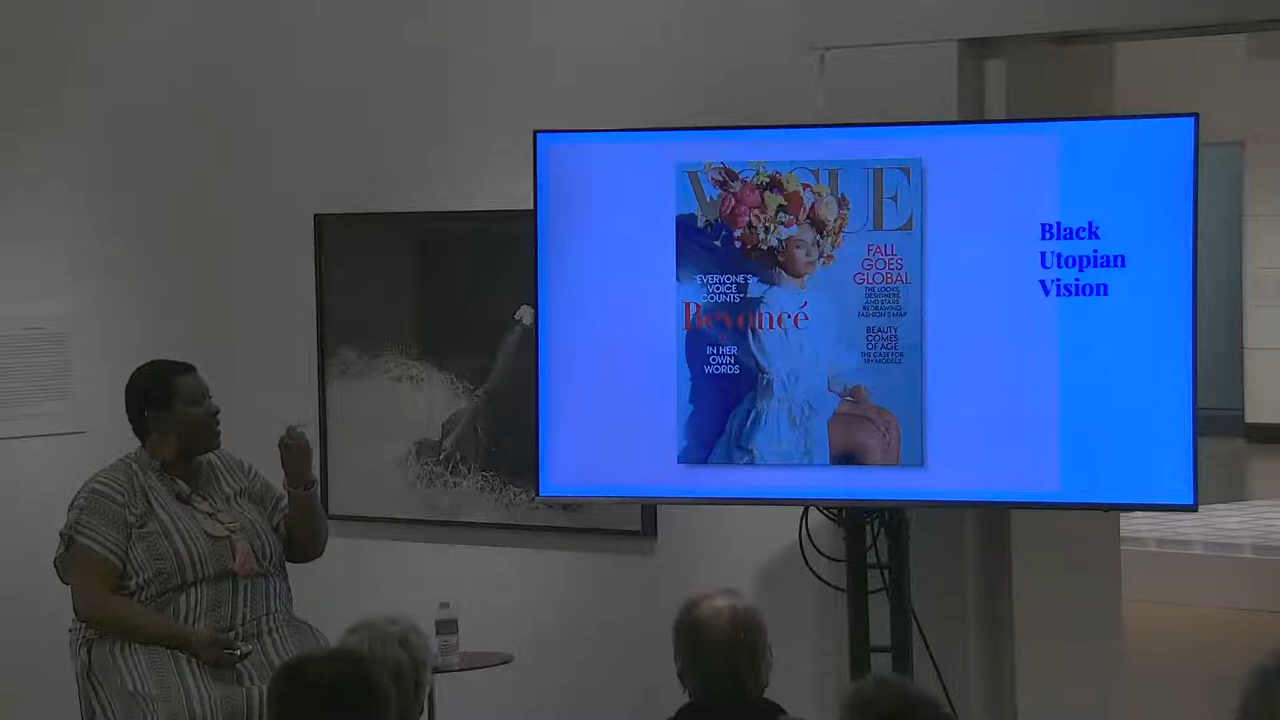 VOGUE
FALL
GOES
GLOBAL
THE LOOKS,
DESIGNERS,
AND STARS
REDRAWING
FASHION'S MAP
"EVERYONE'S
VOICE
COUNTS"
Beyoncé
IN HER
OWN
WORDS
BEAUTY
COMES
OF AGE
THE CASE FOR
18+ MODELS
Black
Utopian
Vision